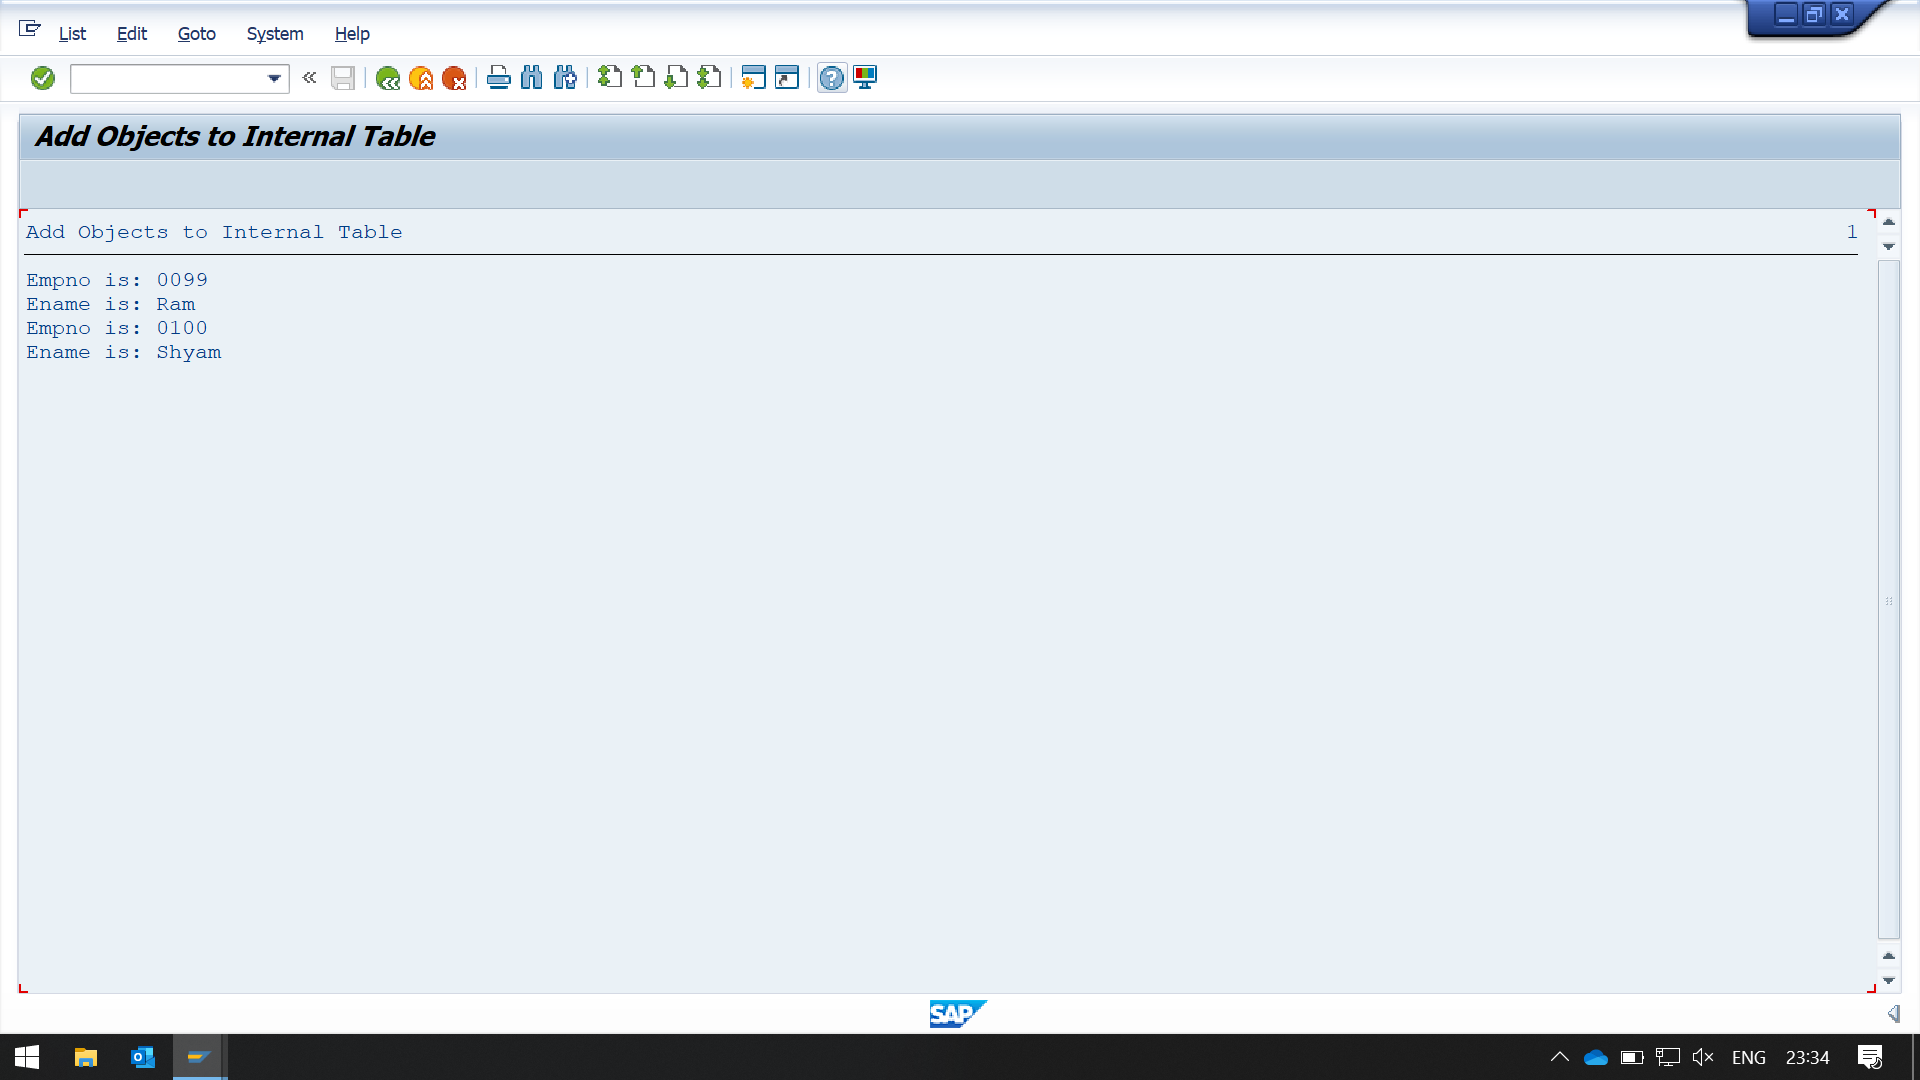 List Edit Goto System Help
Add Objects to Internal Table
Add Objects to Internal Table 1
Empno is: 0099
Ename is: Ram
Empno is: 0100
Ename is: Shyam
SAP
ENG 23:34